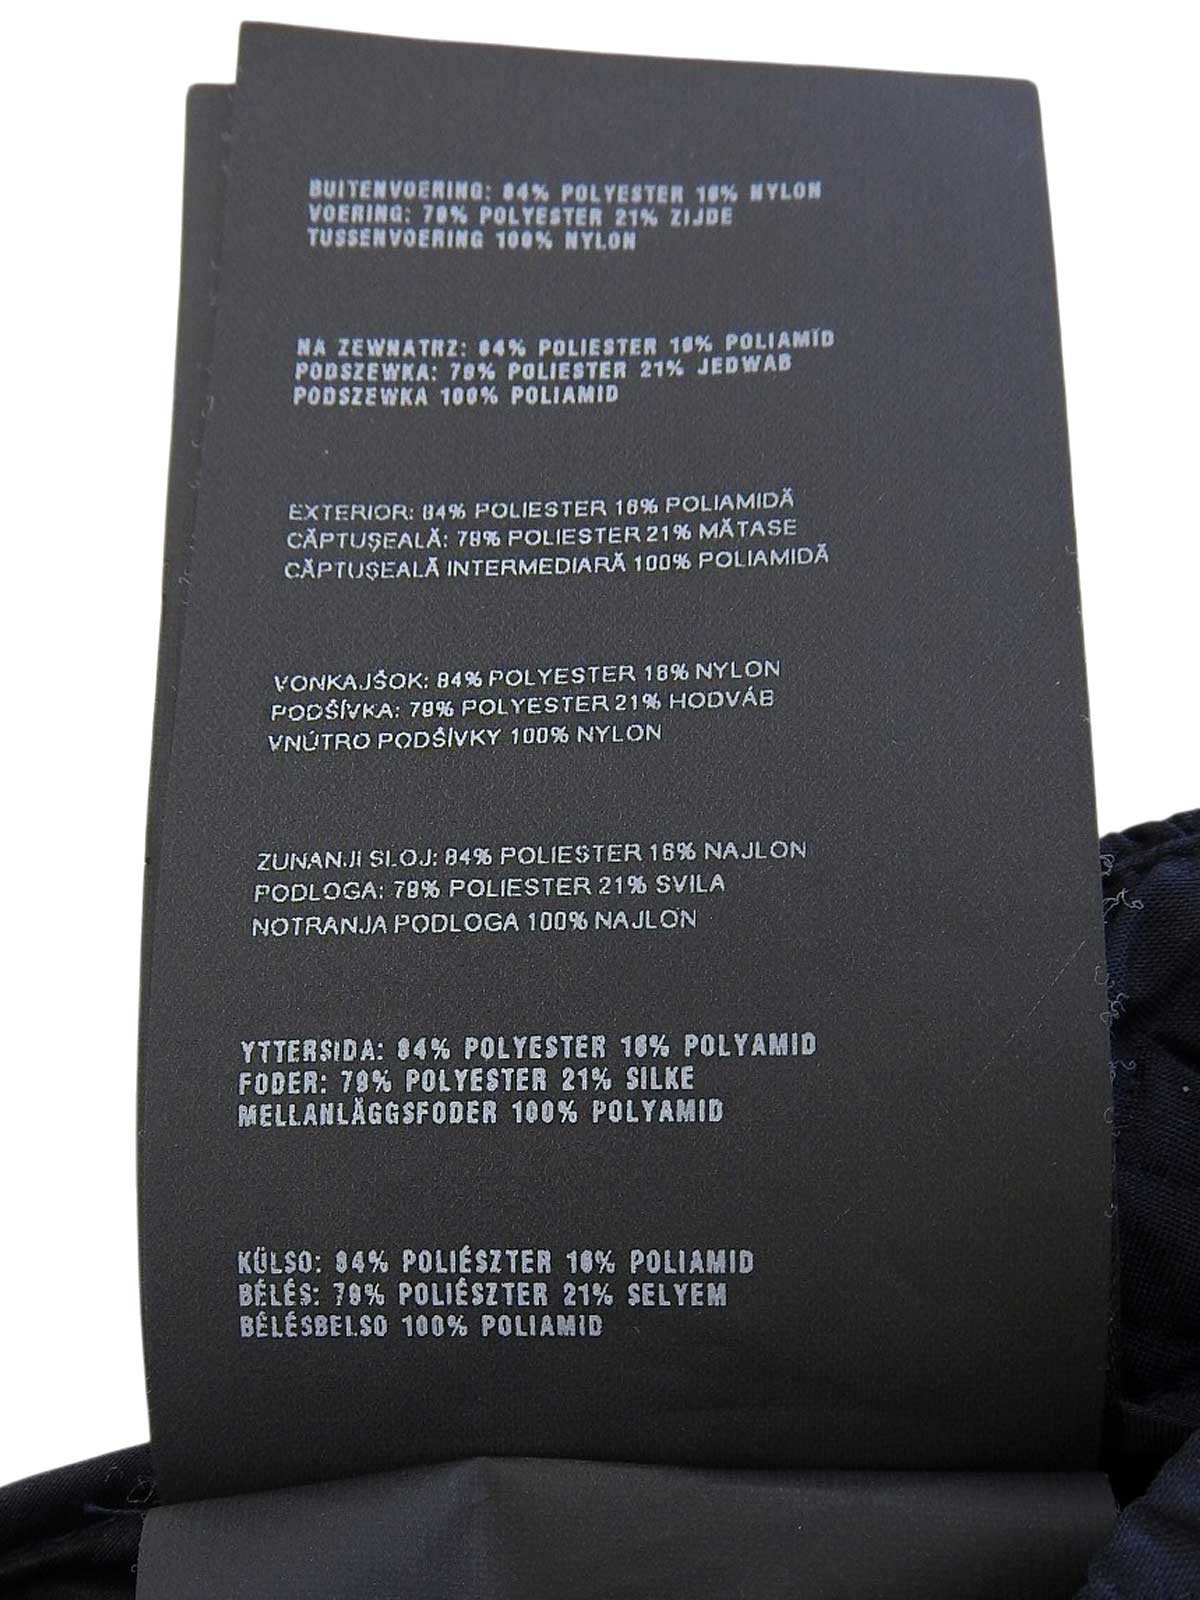 BUITENVOERING: 84% POLYESTER 16% NYLON
VOERING: 79% POLYESTER 21% ZIJDE
TUSSENVOERING 100% NYLON
NA ZEWNATRZ: 84% POLIESTER 16% POLIAMID
PODSZEWKA: 79% POLIESTER 21% JEDWAB
PODSZEWKA 100% POLIAMID
EXTERIOR: 84% POLIESTER 16% POLIAMIDĂ
CĂPTUŞEALĂ: 79% POLIESTER 21% MĂTASE
CĂPTUŞEALĂ INTERMEDIARĂ 100% POLIAMIDĂ
VONKAJŠOK: 84% POLYESTER 16% NYLON
PODŠÍVKA: 79% POLYESTER 21% HODVÁB
VNÚTRO PODŠÍVKY 100% NYLON
ZUNANJI SLOJ: 84% POLIESTER 16% NAJLON
PODLOGA: 79% POLIESTER 21% SVILA
NOTRANJA PODLOGA 100% NAJLON
YTTERSIDA: 84% POLYESTER 16% POLYAMID
FODER: 79% POLYESTER 21% SILKE
MELLANLÄGGSFODER 100% POLYAMID
KÜLSO: 84% POLIÉSZTER 16% POLIAMID
BÉLÉS: 79% POLIÉSZTER 21% SELYEM
BÉLÉSBELSO 100% POLIAMID